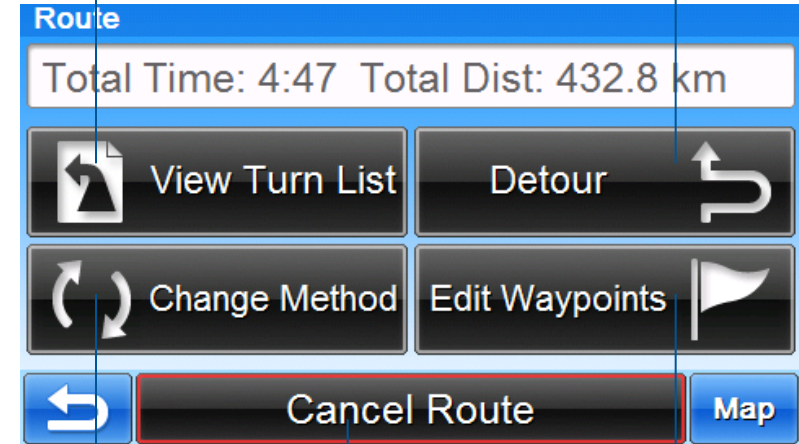 Route
Total Time: 4:47 Total Dist: 432.8 km
View Turn List
Detour
Change Method
Edit Waypoints
Cancel Route
Map